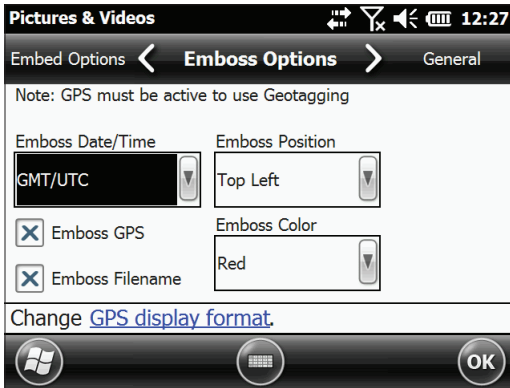 Pictures & Videos 12:27
Embed Options Emboss Options General
Note: GPS must be active to use Geotagging
Emboss Date/Time Emboss Position
GMT/UTC Top Left
Emboss GPS Emboss Color
Red
Emboss Filename
Change GPS display format.
OK